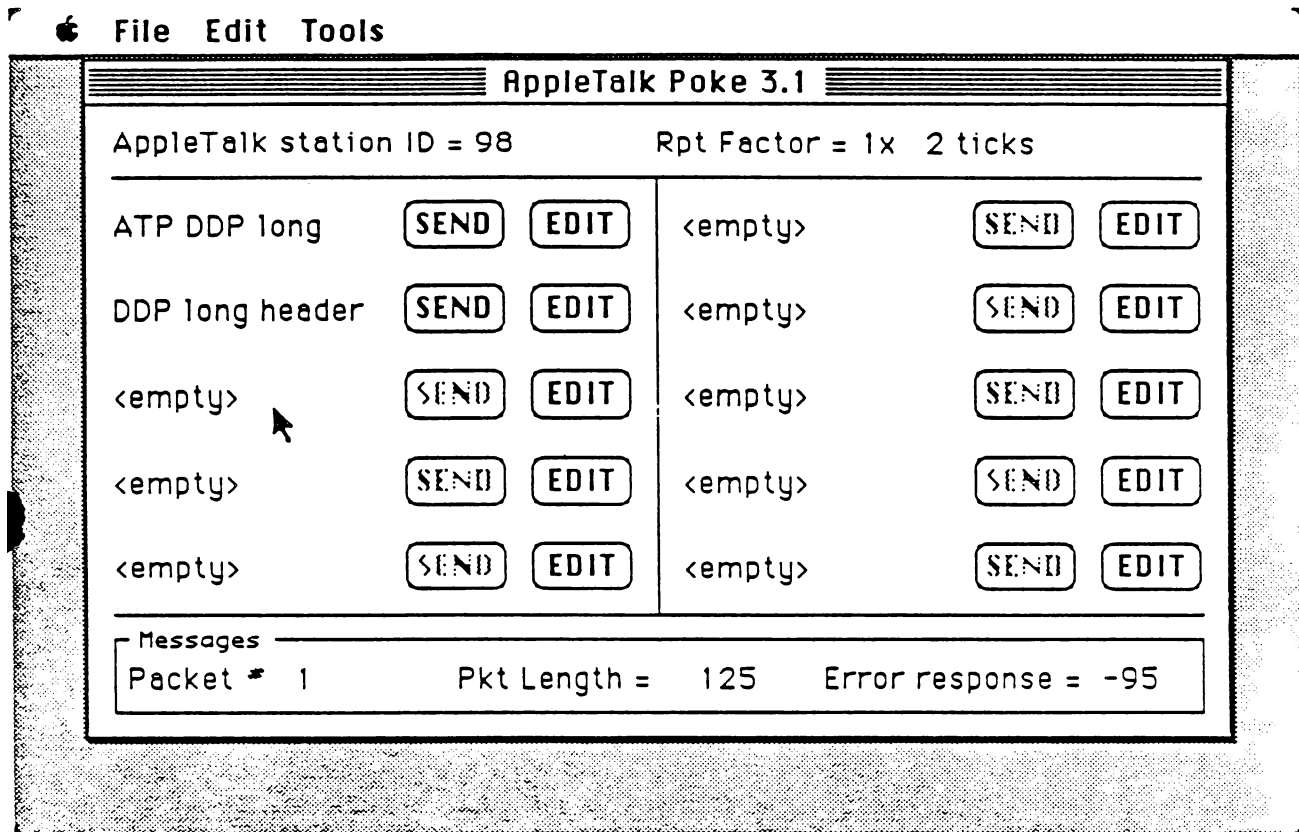 File Edit Tools
AppleTalk Poke 3.1
AppleTalk station ID = 98 Rpt Factor = 1x 2 ticks
ATP DDP long SEND EDIT <empty> SEND EDIT
DDP long header SEND EDIT <empty> SEND EDIT
<empty> SEND EDIT <empty> SEND EDIT
<empty> SEND EDIT <empty> SEND EDIT
<empty> SEND EDIT <empty> SEND EDIT
Messages
Packet # 1 Pkt Length = 125 Error response = -95